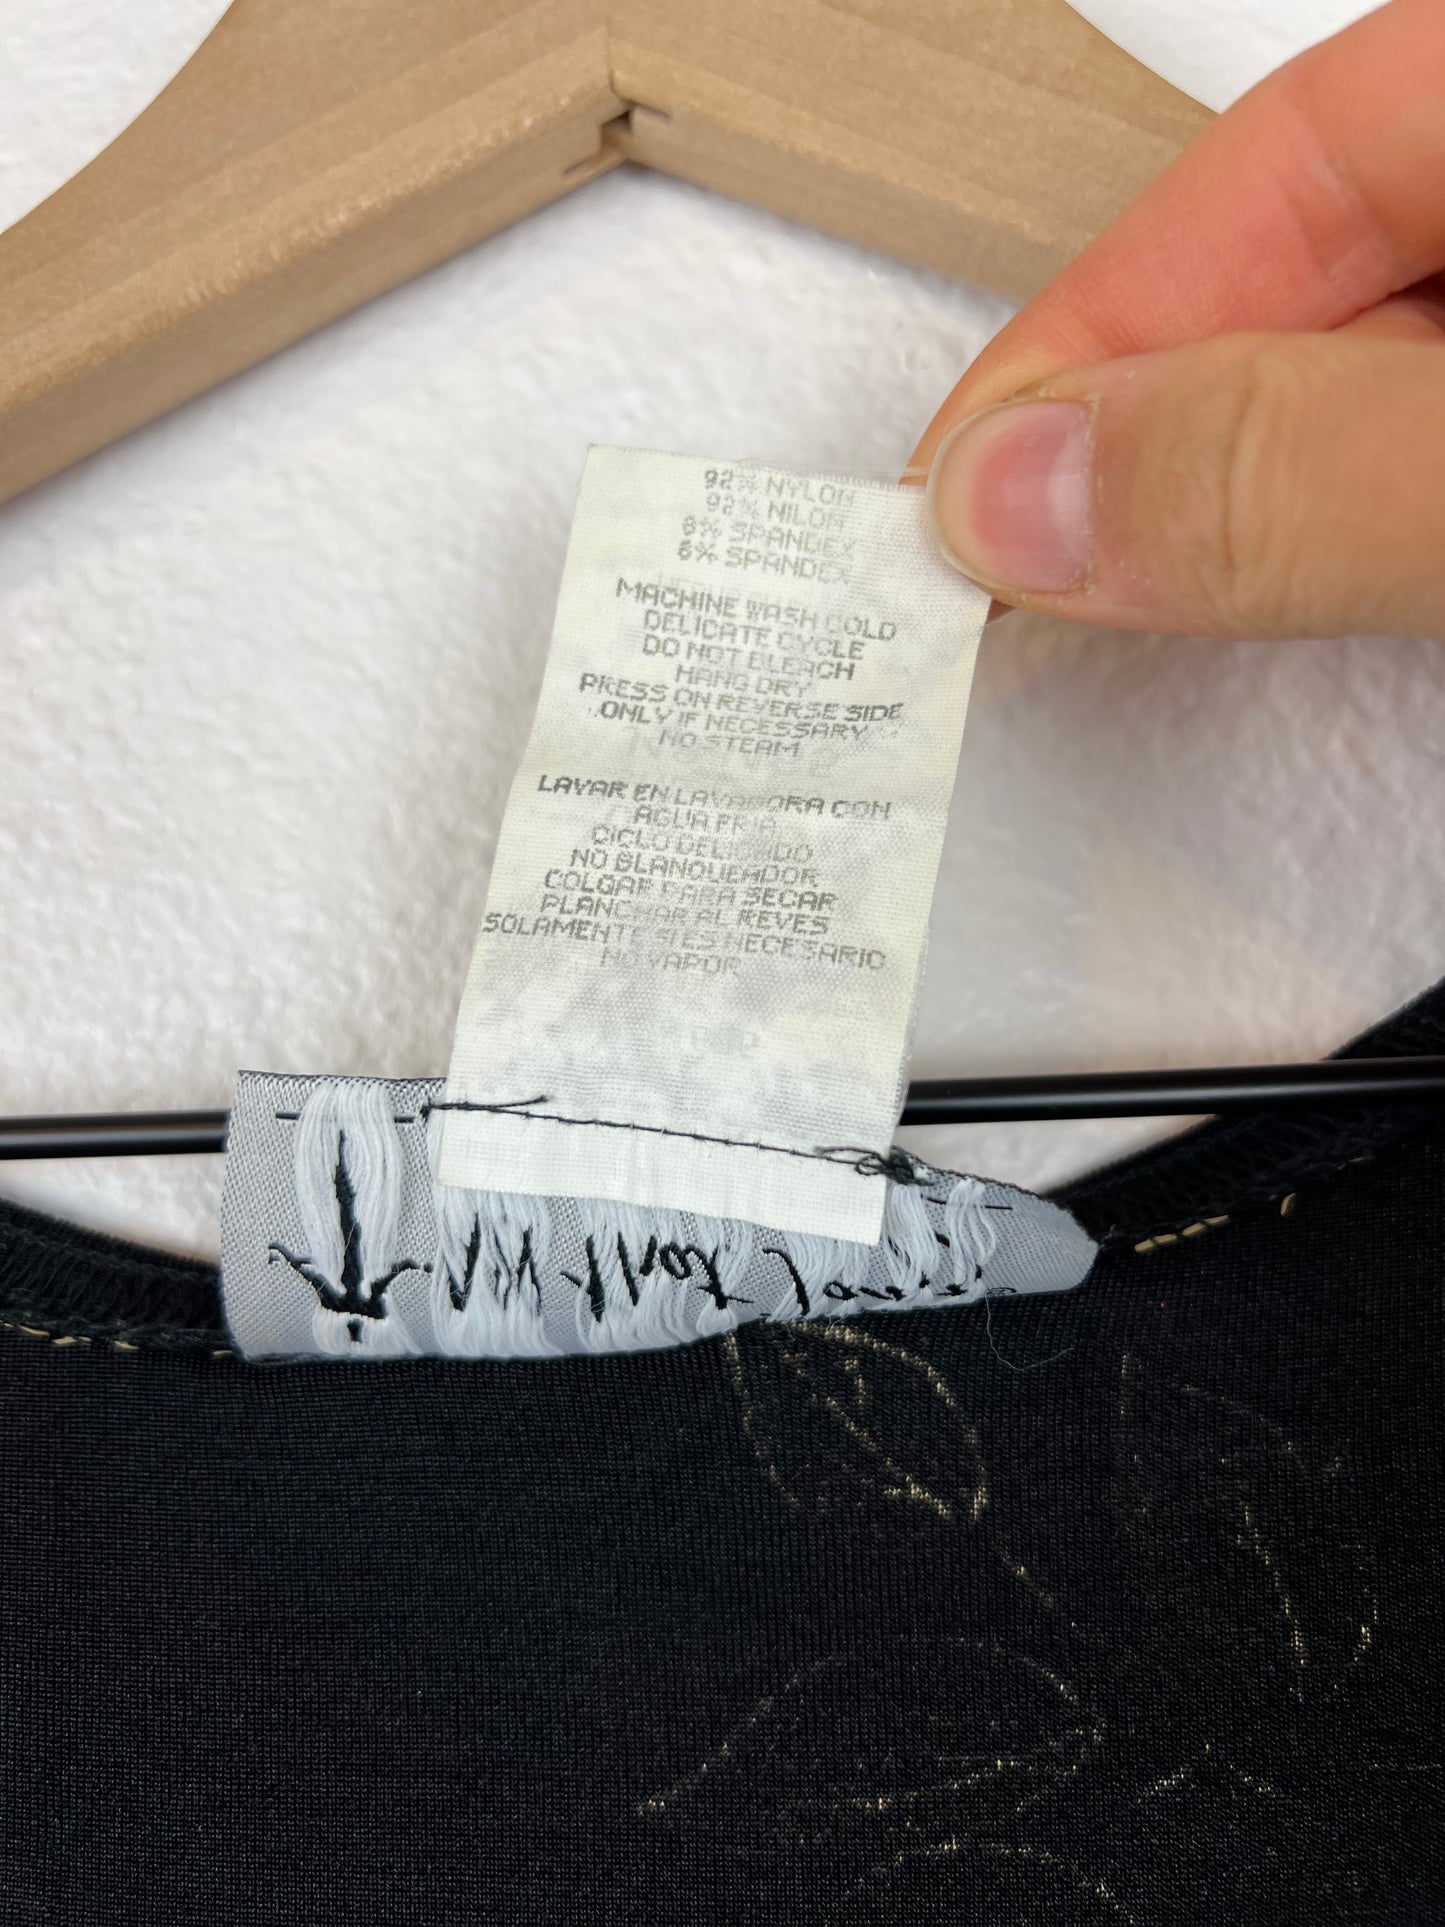 92% NYLON
92% NILON
8% SPANDEX
8% SPANDEX
MACHINE WASH COLD
DELICATE CYCLE
DO NOT BLEACH
HANG DRY
PRESS ON REVERSE SIDE
ONLY IF NECESSARY
NO STEAM
LAVAR EN LAVADORA CON
AGUA FRIA
CICLO DELICADO
NO BLANQUEADOR
COLGAR PARA SECAR
PLANCHAR AL REVES
SOLAMENTE SI ES NECESARIO
NO VAPOR